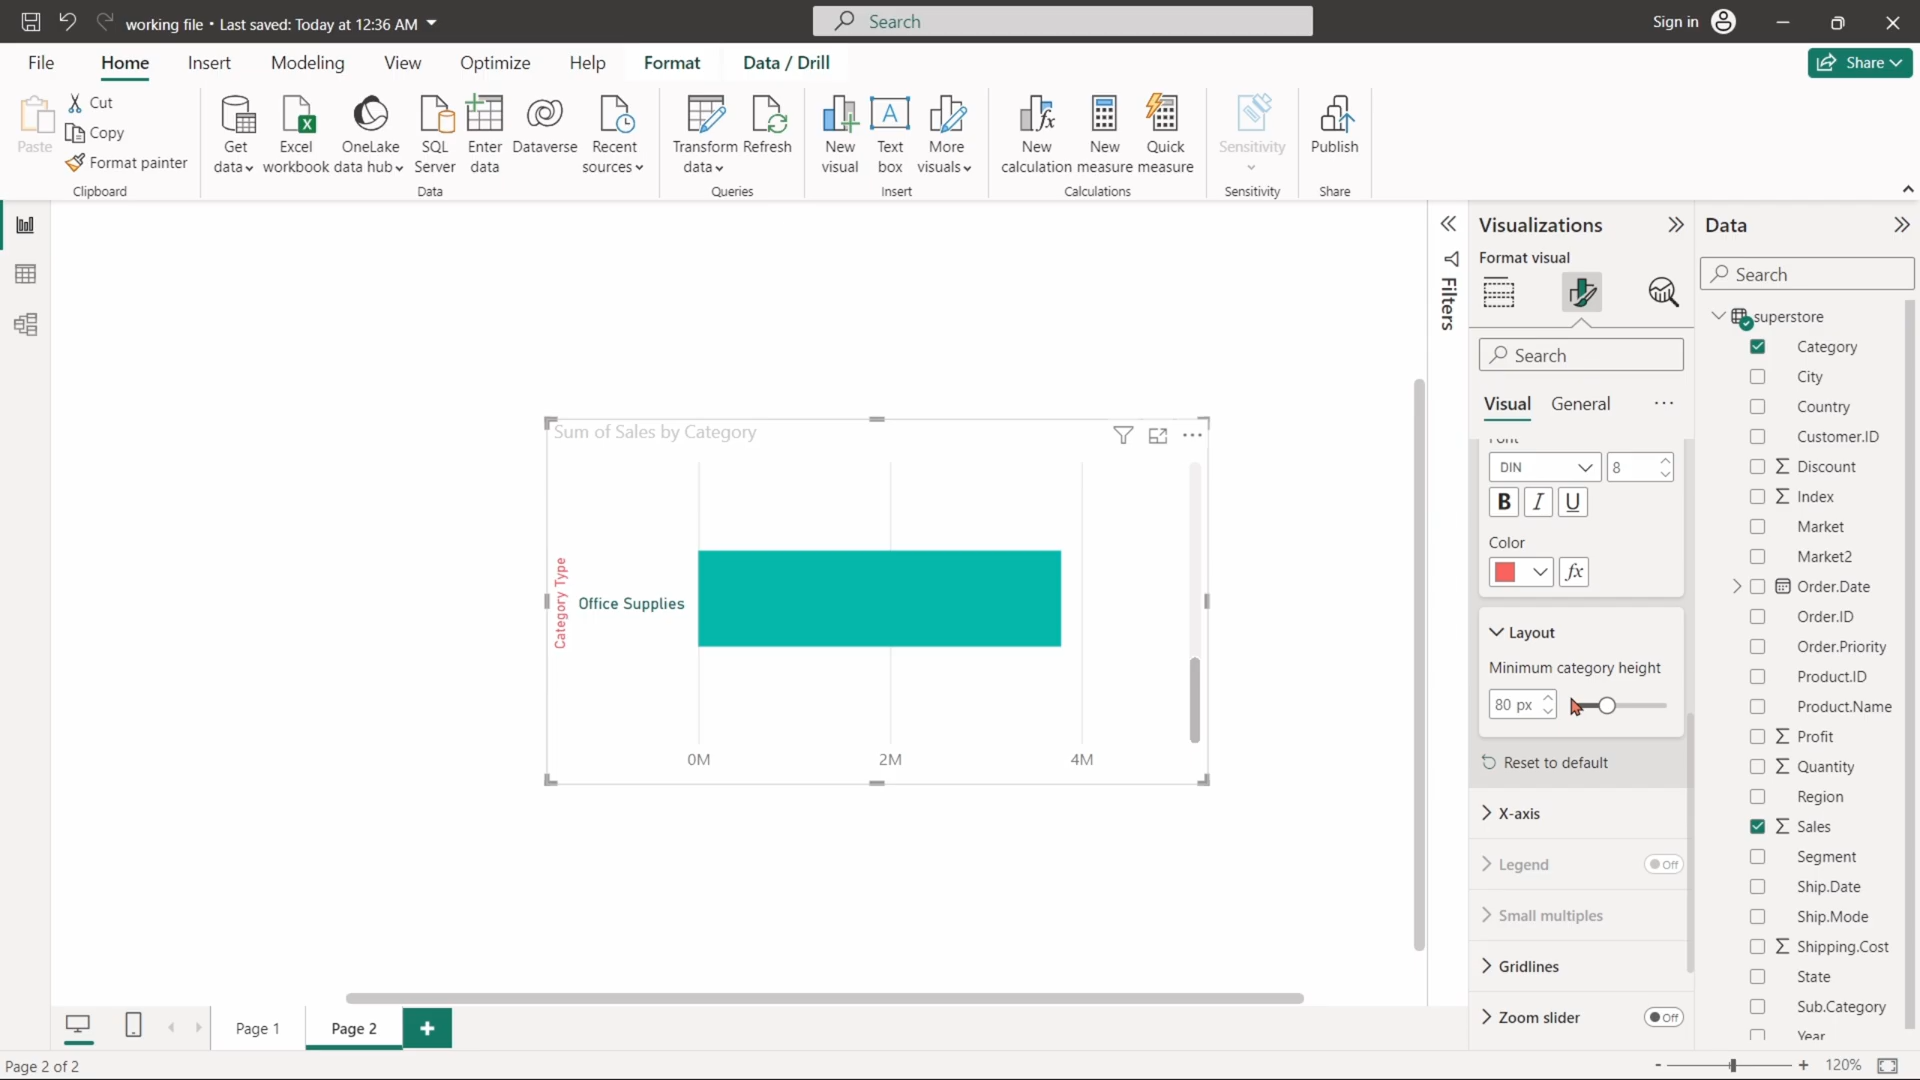 working file • Last saved: Today at 12:36 AM
Search
Sign in
File
Home
Insert
Modeling
View
Optimize
Help
Format
Data / Drill
Share
Paste
Cut
Copy
Format painter
Clipboard
Get
data
Excel
workbook
OneLake
data hub
SQL
Server
Enter
data
Dataverse
Recent
sources
Data
Transform
data
Refresh
Queries
New
visual
A
Text
box
More
visuals
Insert
New
calculation
New
measure
Quick
measure
Calculations
Sensitivity
Sensitivity
Publish
Share
Sum of Sales by Category
Category Type
Office Supplies
0M
2M
4M
Filters
Visualizations
Format visual
Search
Visual
General
Font
DIN
8
B
I
U
Color
fx
Layout
Minimum category height
80 px
Reset to default
X-axis
Legend
Off
Small multiples
Gridlines
Zoom slider
Off
Data
Search
superstore
Category
City
Country
Customer.ID
∑ Discount
∑ Index
Market
Market2
Order.Date
Order.ID
Order.Priority
Product.ID
Product.Name
∑ Profit
∑ Quantity
Region
∑ Sales
Segment
Ship.Date
Ship.Mode
∑ Shipping.Cost
State
Sub.Category
Year
Page 1
Page 2
Page 2 of 2
- + 120%